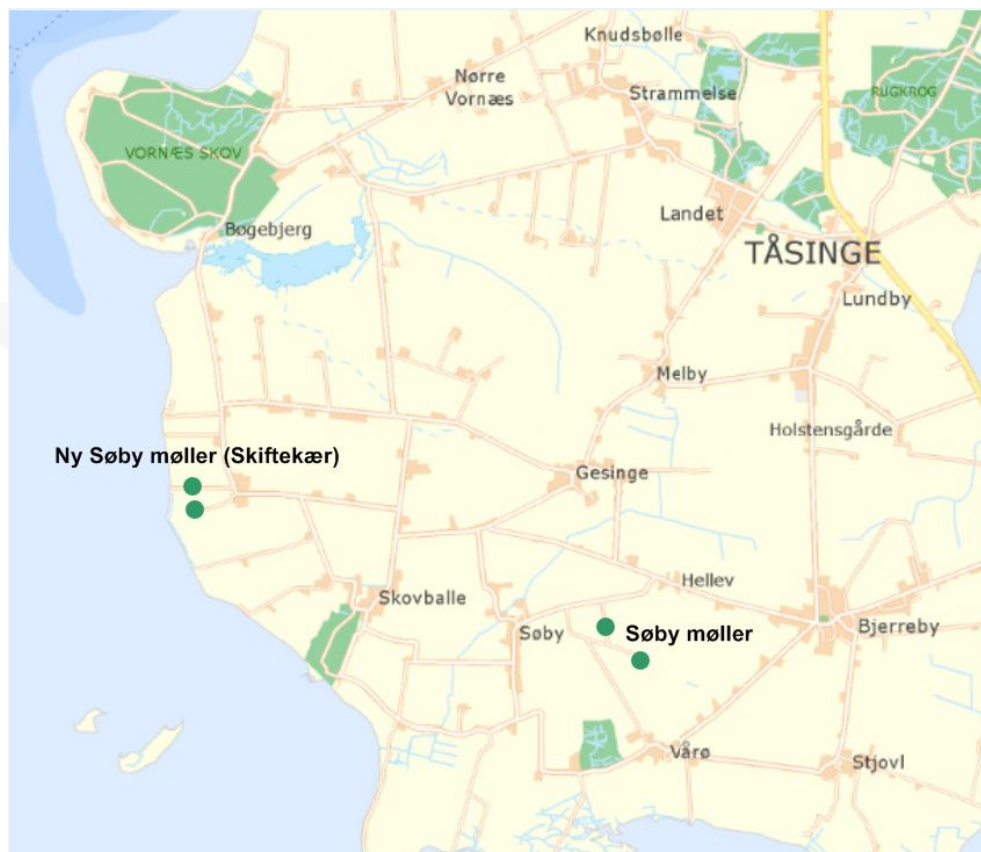 Knudsbølle
Nørre
Vornæs
Strammelse
RUGKROG
VORNÆS SKOV
Landet
Bøgebjerg
TÅSINGE
Lundby
Melby
Holstensgårde
Ny Søby møller (Skiftekær)
Gesinge
Hellev
Skovballe
Søby
Søby møller
Bjerreby
Vårø
Stjovl